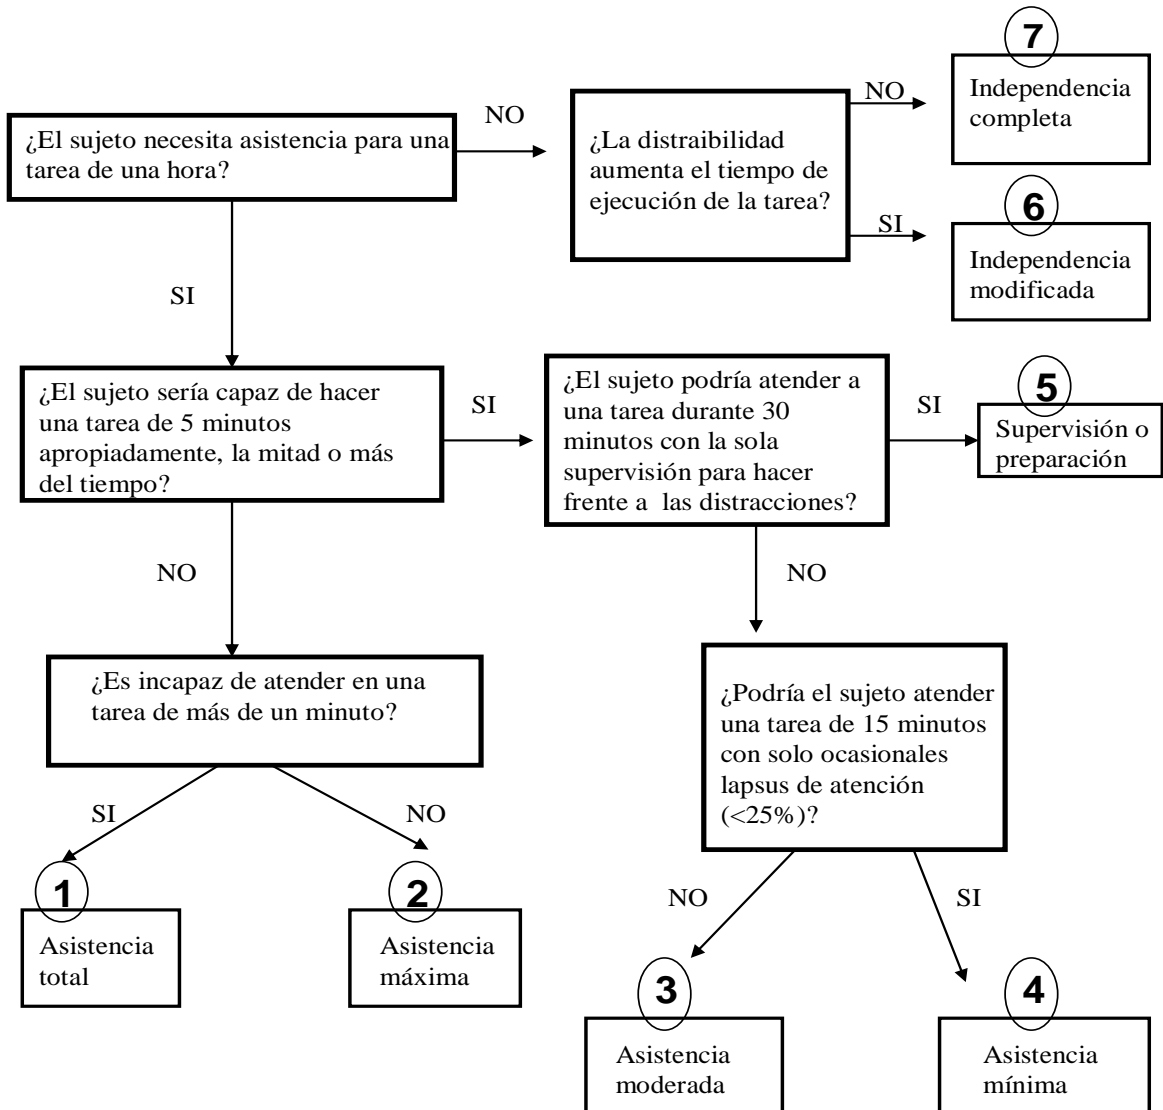 7
Independencia
completa
NO
NO
¿El sujeto necesita asistencia para una
tarea de una hora?
¿La distraibilidad
aumenta el tiempo de
ejecución de la tarea?
6
SI
Independencia
modificada
SI
¿El sujeto sería capaz de hacer
una tarea de 5 minutos
apropiadamente, la mitad o más
del tiempo?
SI
¿El sujeto podría atender a
una tarea durante 30
minutos con la sola
supervisión para hacer
frente a las distracciones?
SI
5
Supervisión o
preparación
NO
NO
¿Es incapaz de atender en una
tarea de más de un minuto?
¿Podría el sujeto atender
una tarea de 15 minutos
con solo ocasionales
lapsus de atención
(<25%)?
SI
NO
1
Asistencia
total
2
Asistencia
máxima
NO
SI
3
Asistencia
moderada
4
Asistencia
mínima